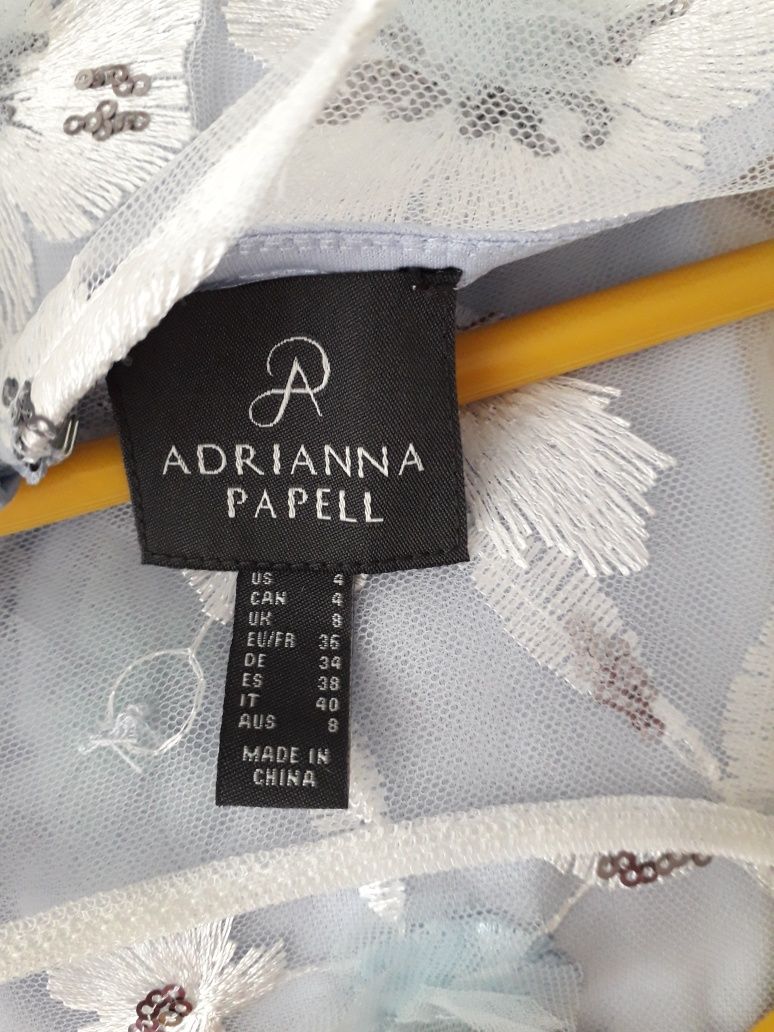 ADRIANNA
PAPELL
US 4
CAN 4
UK 8
EU/FR 36
DE 34
ES 38
IT 40
AUS 8
MADE IN
CHINA